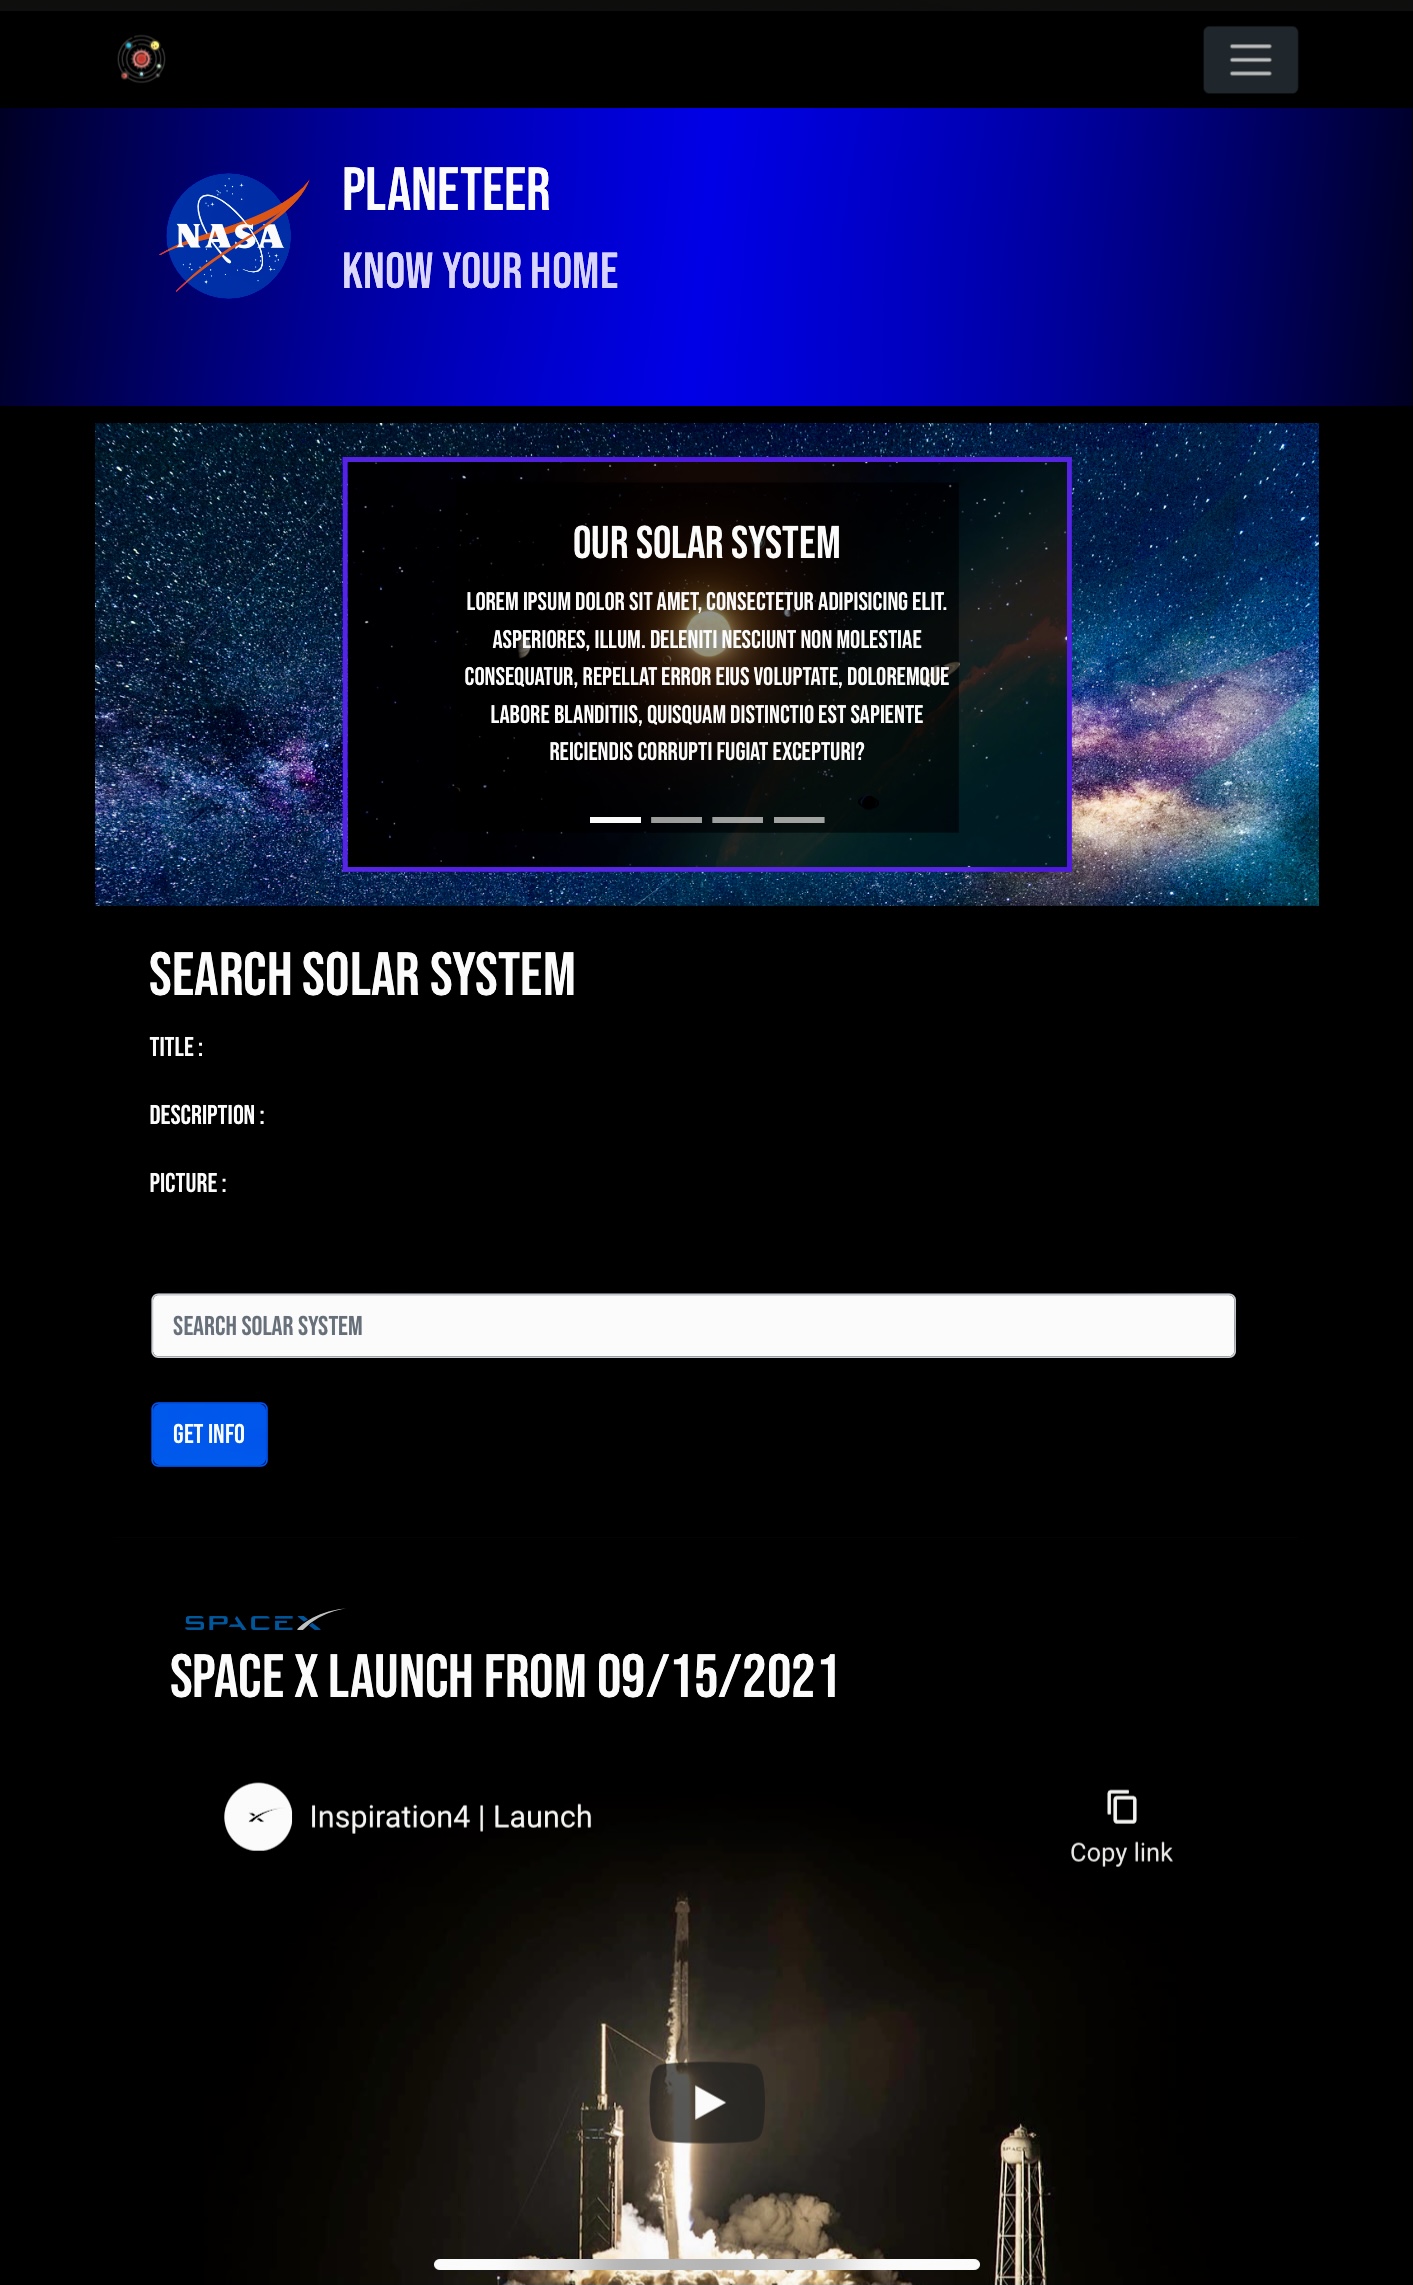 NASA
PLANETEER
KNOW YOUR HOME
OUR SOLAR SYSTEM
LOREM IPSUM DOLOR SIT AMET, CONSECTETUR ADIPISICING ELIT.
ASPERIORES, ILLUM. DELENITI NESCIUNT NON MOLESTIAE
CONSEQUATUR, REPELLAT ERROR EIUS VOLUPTATE, DOLOREMQUE
LABORE BLANDITIIS, QUISQUAM DISTINCTIO EST SAPIENTE
REICIENDIS CORRUPTI FUGIAT EXCEPTURI?
SEARCH SOLAR SYSTEM
TITLE :
DESCRIPTION :
PICTURE :
SEARCH SOLAR SYSTEM
GET INFO
SPACEX
SPACE X LAUNCH FROM 09/15/2021
Inspiration4 | Launch
Copy link
SPACE